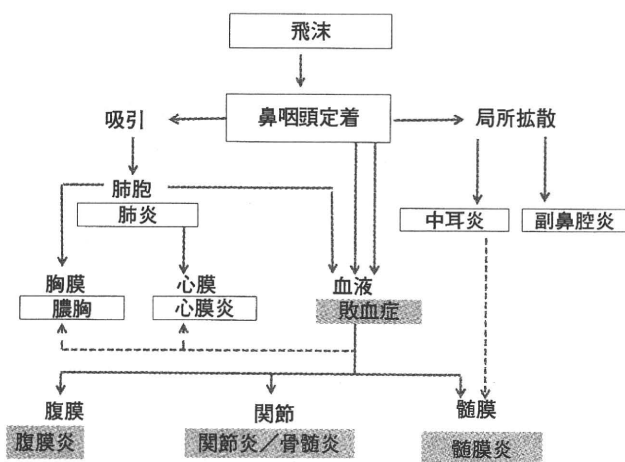 飛沫
鼻咽頭定着
吸引
局所拡散
肺胞
肺炎
中耳炎
副鼻腔炎
胸膜
膿胸
心膜
心膜炎
血液
敗血症
腹膜
腹膜炎
関節
関節炎／骨髄炎
髄膜
髄膜炎